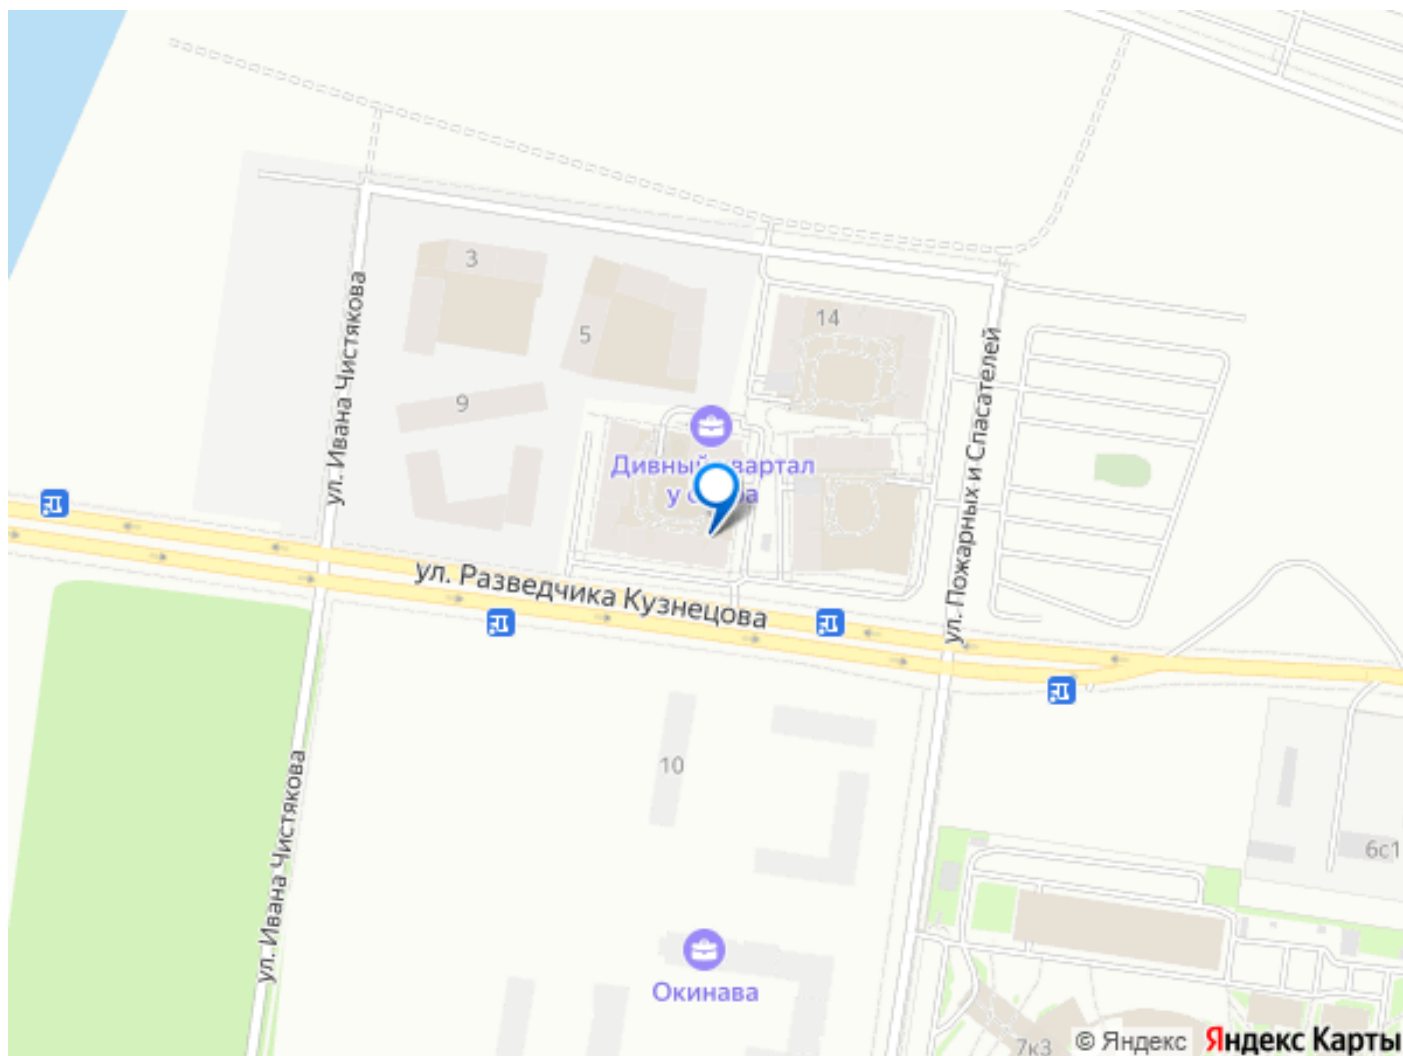 3
14
5
ул. Ивана Чистякова
ул. Пожарных и Спасателей
9
Дивный квартал
у озера
ул. Разведчика Кузнецова
10
ул. Ивана Чистякова
6с1
Окинава
7к3
© Яндекс Яндекс Карты